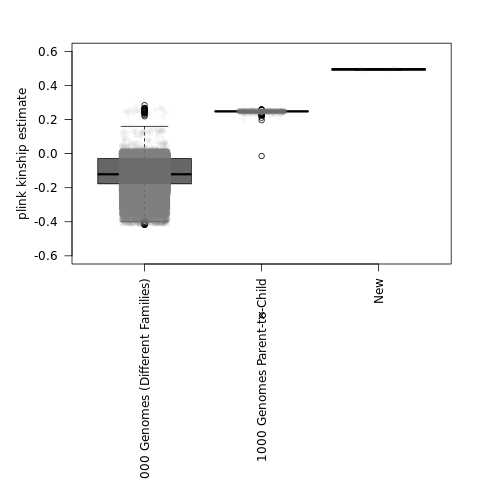 plink kinship estimate
0.6
0.4
0.2
0.0
-0.2
-0.4
-0.6
000 Genomes (Different Families)
1000 Genomes Parent-to-Child
New